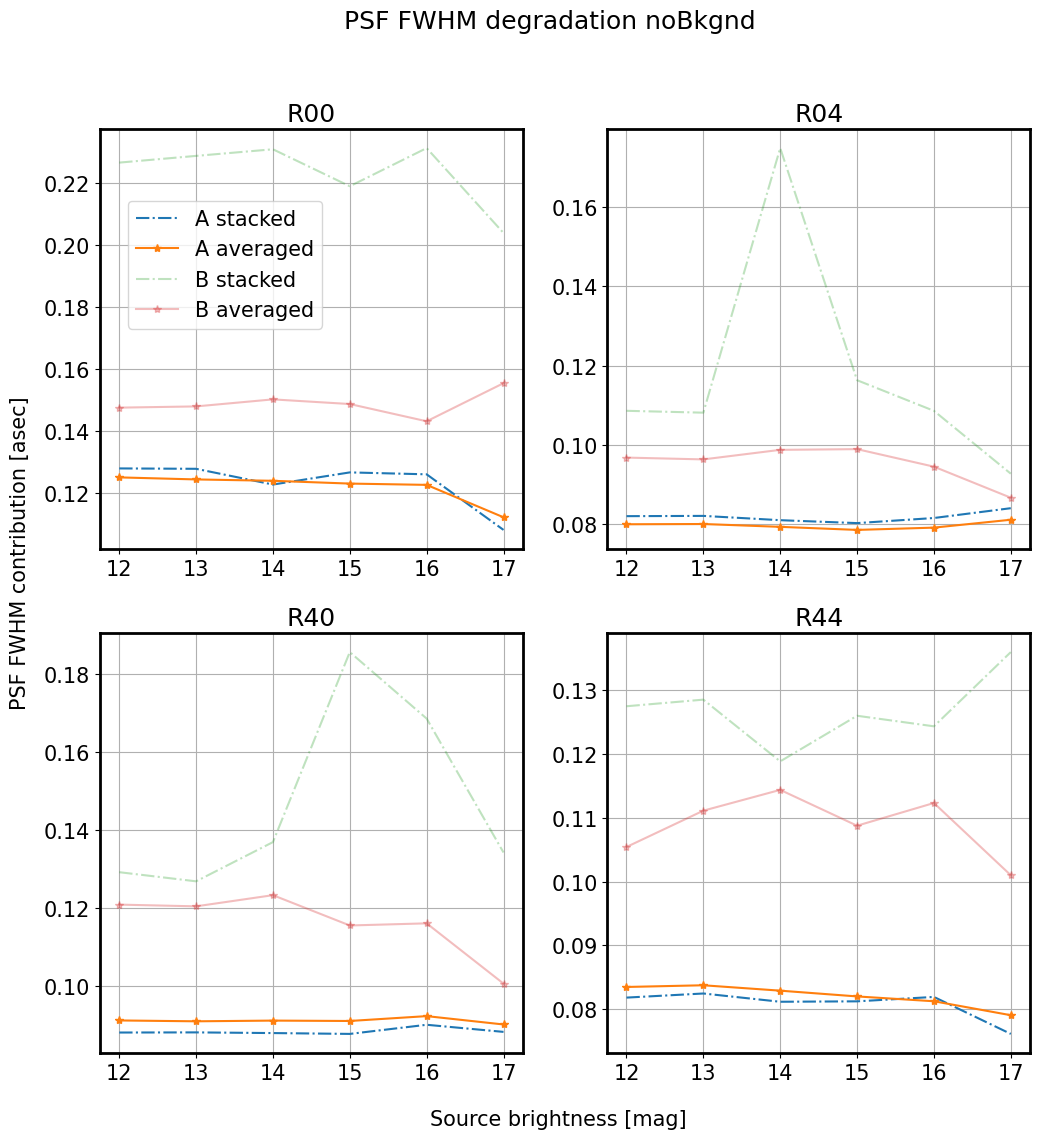 PSF FWHM degradation noBkgnd
PSF FWHM contribution [asec]
R00
0.22
0.20
0.18
0.16
0.14
0.12
A stacked
A averaged
B stacked
B averaged
12 13 14 15 16 17
R04
0.16
0.14
0.12
0.10
0.08
12 13 14 15 16 17
R40
0.18
0.16
0.14
0.12
0.10
12 13 14 15 16 17
R44
0.13
0.12
0.11
0.10
0.09
0.08
12 13 14 15 16 17
Source brightness [mag]